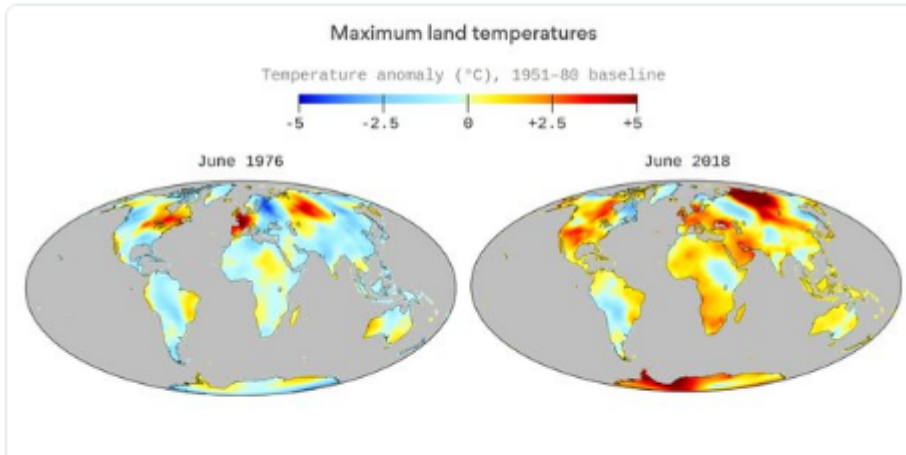 Maximum land temperatures
Temperature anomaly (°C), 1951-80 baseline
-5 -2.5 0 +2.5 +5
June 1976 June 2018